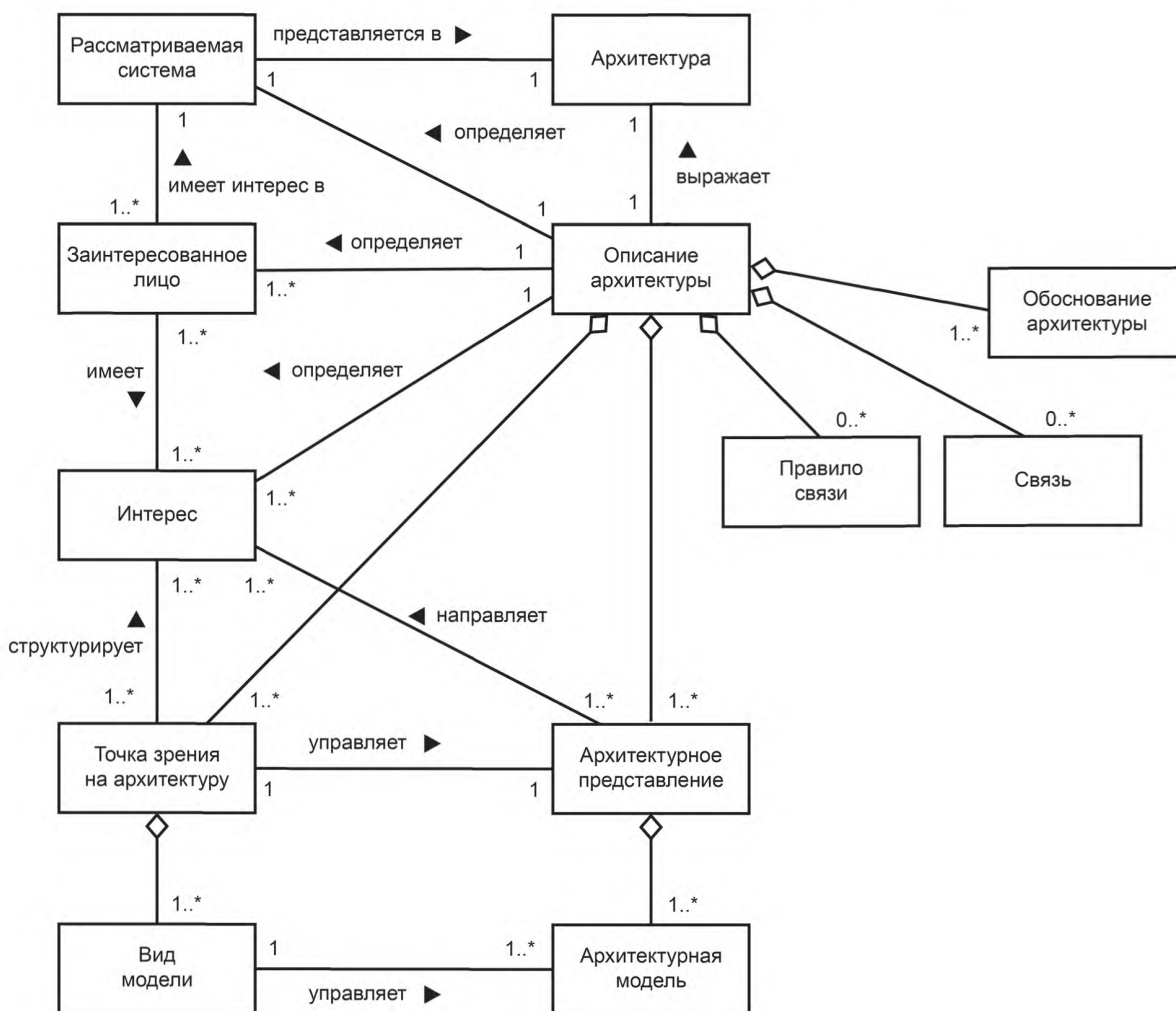 Рассматриваемая
система
представляется в ►
Архитектура
1
1
1
1
◄ определяет
▲
выражает
▲
имеет интерес в
1..*
1
1
Заинтересованное
лицо
◄ определяет
1
1..*
Описание
архитектуры
1
Обоснование
архитектуры
1..*
1..*
имеет
▼
◄ определяет
1..*
1..*
0..*
0..*
Правило
связи
Связь
Интерес
1..*
1..*
▲
структурирует
◄ направляет
1..*
1..*
1..*
1..*
Точка зрения
на архитектуру
управляет ►
1
1
Архитектурное
представление
1..*
1..*
Вид
модели
1
1..*
управляет ►
Архитектурная
модель